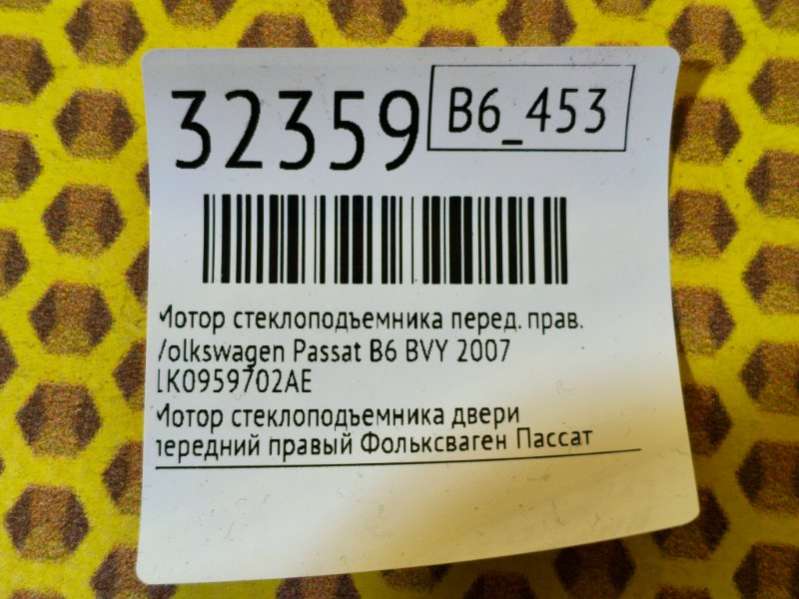 32359
B6_453
Мотор стеклоподъемника перед. прав.
Volkswagen Passat B6 BVY 2007
1K0959702AE
Мотор стеклоподъемника двери
передний правый Фольксваген Пассат